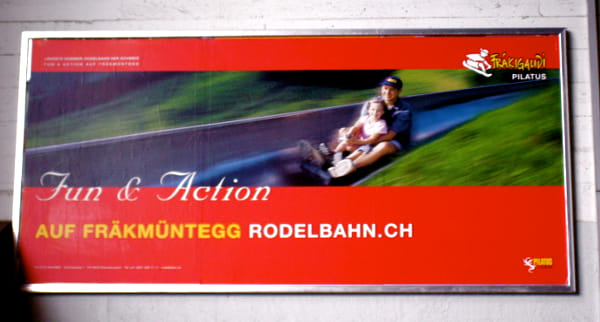 LÄNGSTE SOMMER-RODELBAHN DER SCHWEIZ
FUN & ACTION AUF FRÄKMÜNTEGG
FRÄKIGAUDI
PILATUS
Fun & Action
AUF FRÄKMÜNTEGG RODELBAHN.CH
PILATUS